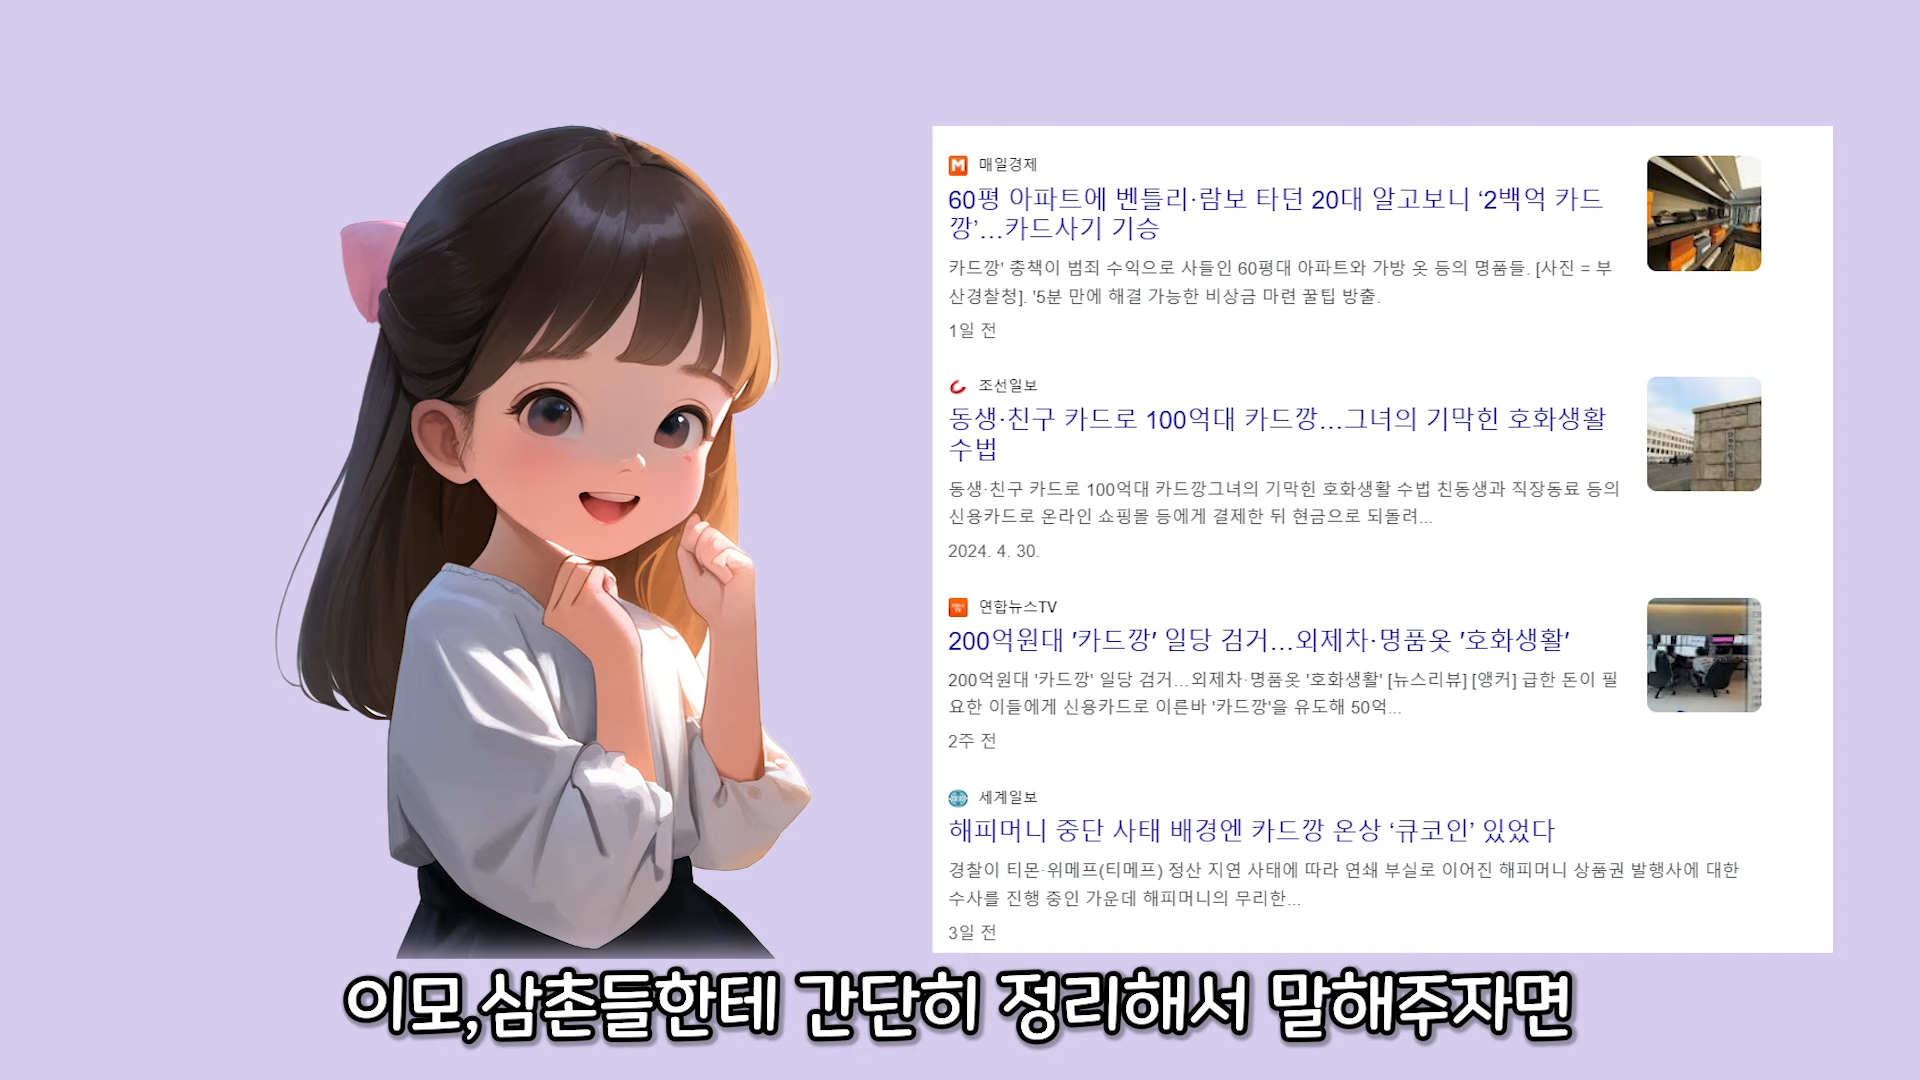 매일경제
60평 아파트에 벤틀리·람보 타던 20대 알고보니 ‘2백억 카드
깡’…카드사기 기승
카드깡' 총책이 범죄 수익으로 사들인 60평대 아파트와 가방 옷 등의 명품들. [사진 = 부
산경찰청]. '5분 만에 해결 가능한 비상금 마련 꿀팁 방출.
1일 전
조선일보
동생·친구 카드로 100억대 카드깡…그녀의 기막힌 호화생활
수법
동생·친구 카드로 100억대 카드깡그녀의 기막힌 호화생활 수법 친동생과 직장동료 등의
신용카드로 온라인 쇼핑몰 등에게 결제한 뒤 현금으로 되돌려...
2024. 4. 30.
연합뉴스TV
200억원대 '카드깡' 일당 검거…외제차·명품옷 '호화생활'
200억원대 '카드깡' 일당 검거…외제차·명품옷 '호화생활' [뉴스리뷰] [앵커] 급한 돈이 필
요한 이들에게 신용카드로 이른바 '카드깡'을 유도해 50억...
2주 전
세계일보
해피머니 중단 사태 배경엔 카드깡 온상 ‘큐코인’ 있었다
경찰이 티몬·위메프(티메프) 정산 지연 사태에 따라 연쇄 부실로 이어진 해피머니 상품권 발행사에 대한
수사를 진행 중인 가운데 해피머니의 무리한...
3일 전
이모,삼촌들한테 간단히 정리해서 말해주자면